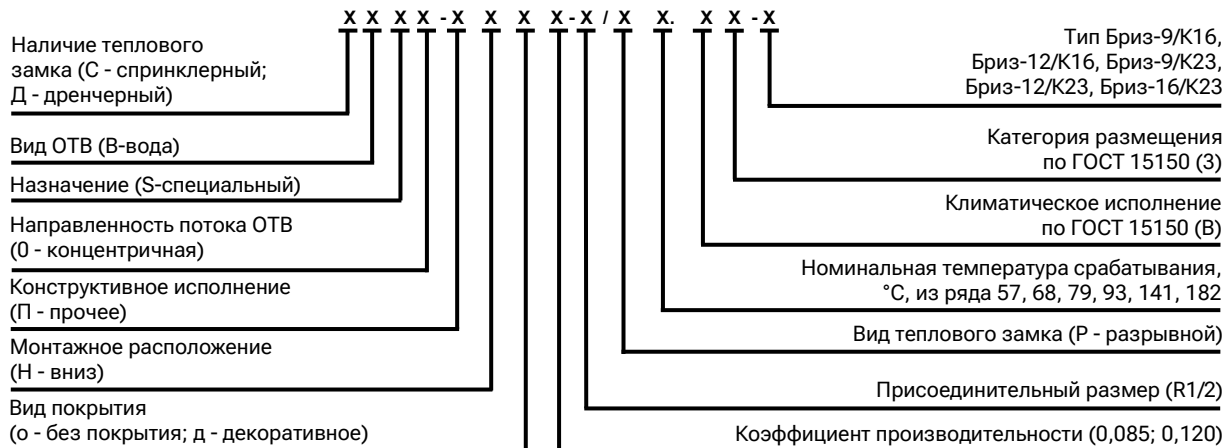 X X X X - X X X X - X / X X. X X - X
Наличие теплового
замка (С - спринклерный;
Д - дренчерный)
Вид ОТВ (В-вода)
Назначение (S-специальный)
Направленность потока ОТВ
(0 - концентричная)
Конструктивное исполнение
(П - прочее)
Монтажное расположение
(Н - вниз)
Вид покрытия
(о - без покрытия; д - декоративное)
Тип Бриз-9/К16,
Бриз-12/К16, Бриз-9/К23,
Бриз-12/К23, Бриз-16/К23
Категория размещения
по ГОСТ 15150 (3)
Климатическое исполнение
по ГОСТ 15150 (В)
Номинальная температура срабатывания,
°С, из ряда 57, 68, 79, 93, 141, 182
Вид теплового замка (Р - разрывной)
Присоединительный размер (R1/2)
Коэффициент производительности (0,085; 0,120)